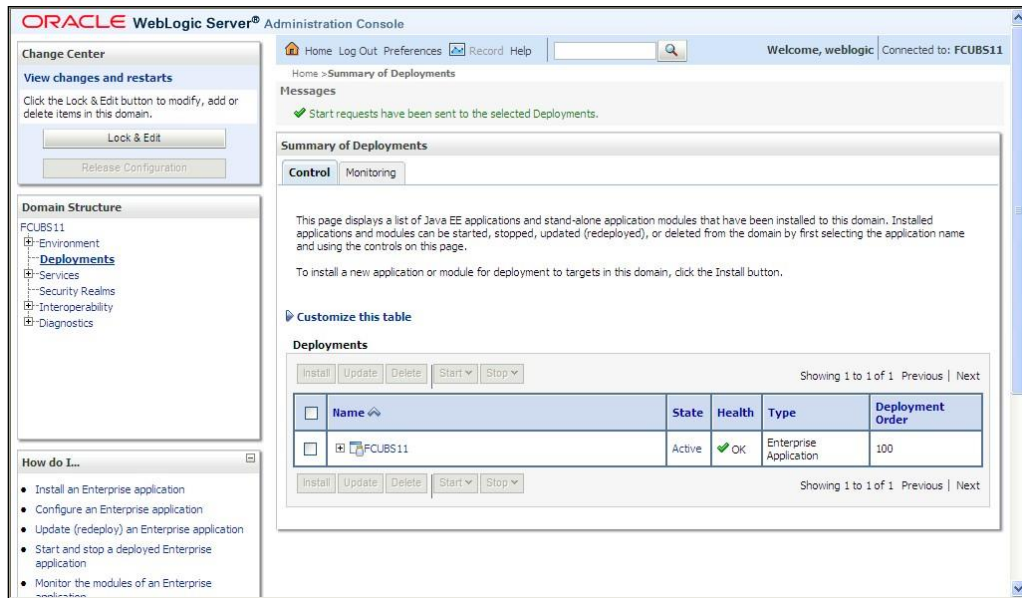 ORACLE WebLogic Server® Administration Console
Change Center
View changes and restarts
Click the Lock & Edit button to modify, add or
delete items in this domain.
Lock & Edit
Release Configuration
Domain Structure
FCUBS11
Environment
Deployments
Services
Security Realms
Interoperability
Diagnostics
How do I...
Install an Enterprise application
Configure an Enterprise application
Update (redeploy) an Enterprise application
Start and stop a deployed Enterprise
application
Monitor the modules of an Enterprise
application
Home Log Out Preferences Record Help
Welcome, weblogic Connected to: FCUBS11
Home >Summary of Deployments
Messages
Start requests have been sent to the selected Deployments.
Summary of Deployments
Control Monitoring
This page displays a list of Java EE applications and stand-alone application modules that have been installed to this domain. Installed
applications and modules can be started, stopped, updated (redeployed), or deleted from the domain by first selecting the application name
and using the controls on this page.
To install a new application or module for deployment to targets in this domain, click the Install button.
Customize this table
Deployments
Install Update Delete Start Stop Showing 1 to 1 of 1 Previous | Next
Name State Health Type Deployment
Order
FCUBS11 Active OK Enterprise
Application 100
Install Update Delete Start Stop Showing 1 to 1 of 1 Previous | Next